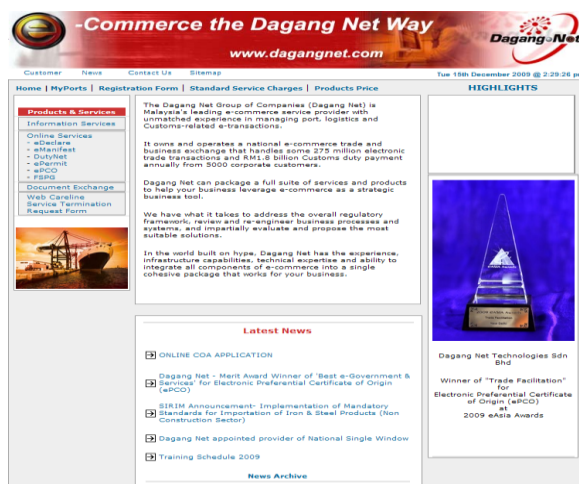 -Commerce the Dagang Net Way
www.dagangnet.com
Dagang Net
Customer News Contact Us Sitemap
Tue 15th December 2009 @ 2:29:26 p
Home | MyPorts | Registration Form | Standard Service Charges | Products Price
HIGHLIGHTS
Products & Services
Information Services
Online Services
- eDeclare
- eManifest
- DutyNet
- ePermit
- ePCO
- FSPG
Document Exchange
Web Careline
Service Termination
Request Form
The Dagang Net Group of Companies (Dagang Net) is
Malaysia's leading e-commerce service provider with
unmatched experience in managing port, logistics and
Customs-related e-transactions.
It owns and operates a national e-commerce trade and
business exchange that handles some 275 million electronic
trade transactions and RM1.8 billion Customs duty payment
annually from 5000 corporate customers.
Dagang Net can package a full suite of services and products
to help your business leverage e-commerce as a strategic
business tool.
We have what it takes to address the overall regulatory
framework, review and re-engineer business processes and
systems, and impartially evaluate and propose the most
suitable solutions.
In the world built on hype, Dagang Net has the experience,
infrastructure capabilities, technical expertise and ability to
integrate all components of e-commerce into a single
cohesive package that works for your business.
Latest News
ONLINE COA APPLICATION
Dagang Net - Merit Award Winner of 'Best e-Government &
Services' for Electronic Preferential Certificate of Origin
(ePCO)
SIRIM Announcement- Implementation of Mandatory
Standards for Importation of Iron & Steel Products (Non
Construction Sector)
Dagang Net appointed provider of National Single Window
Training Schedule 2009
News Archive
Dagang Net Technologies Sdn
Bhd
Winner of "Trade Facilitation"
for
Electronic Preferential Certificate
of Origin (ePCO)
at
2009 eAsia Awards